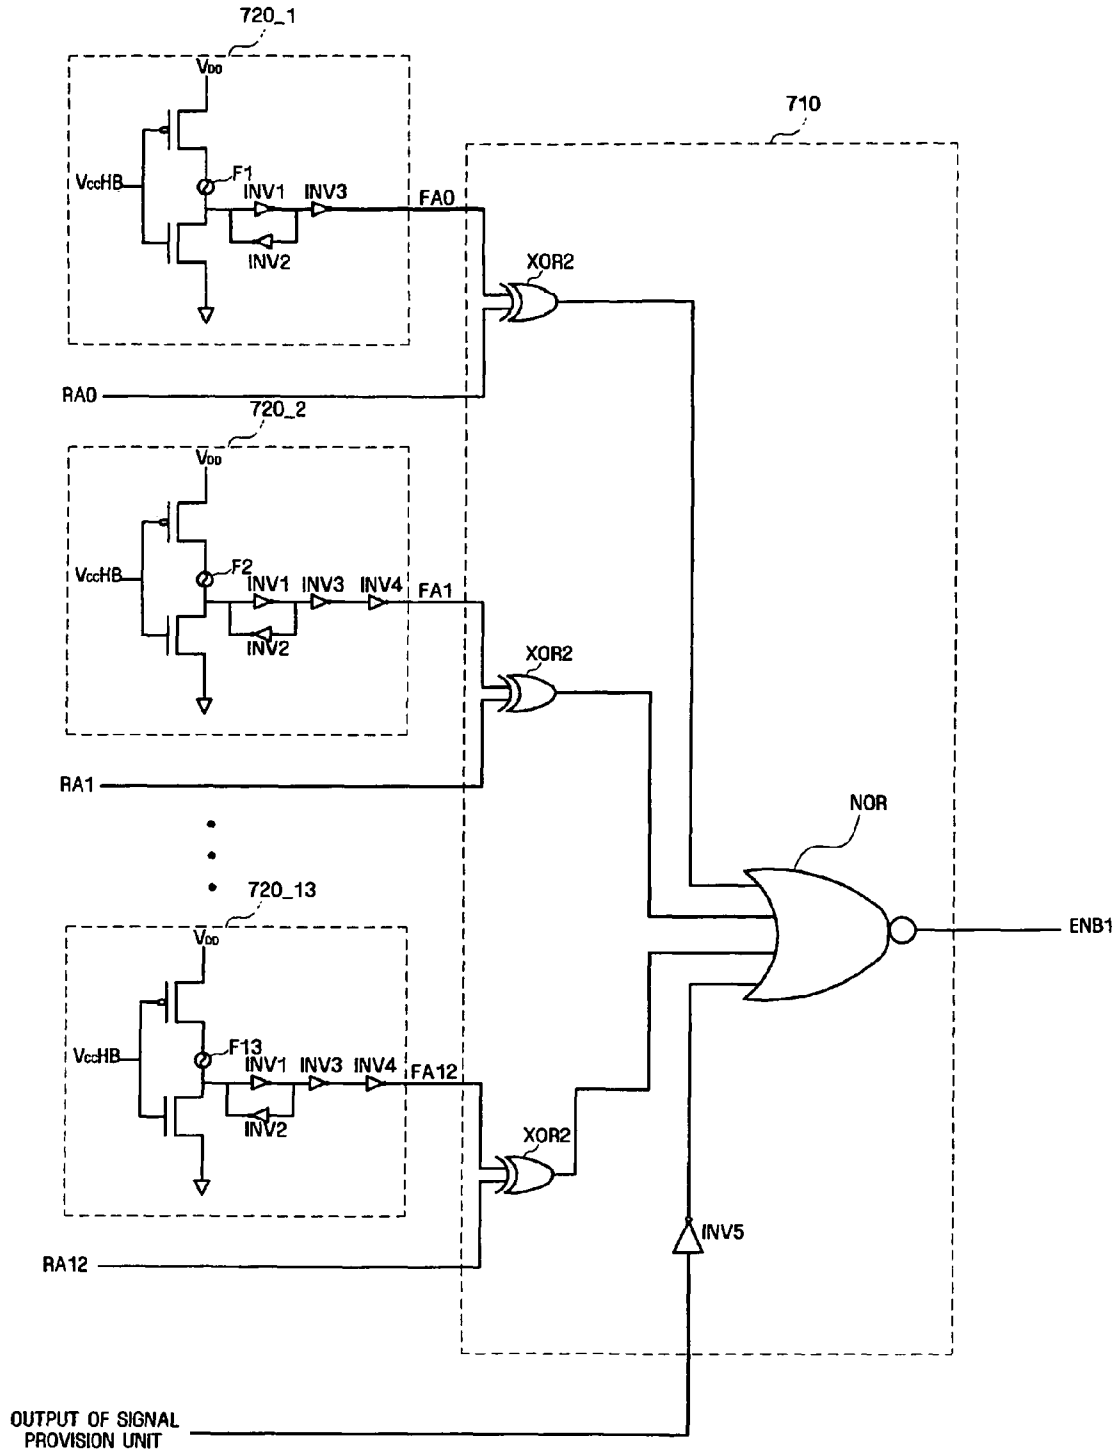 720_1
VDD
710
VccHB
F1
INV1 INV3 FA0
INV2
XOR2
RA0
720_2
VDD
VccHB
F2
INV1 INV3 INV4 FA1
INV2
XOR2
RA1
NOR
720_13
VDD
ENB1
VccHB
F13
INV1 INV3 INV4 FA12
INV2
XOR2
INV5
RA12
OUTPUT OF SIGNAL
PROVISION UNIT